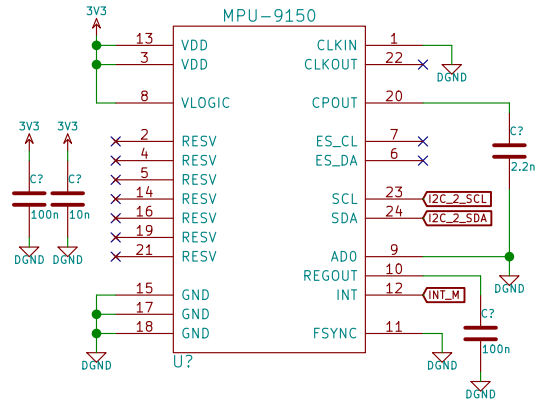 MPU-9150
3V3
13 VDD CLKIN 1
3 VDD CLKOUT 22
DGND
8 VLOGIC CPOUT 20
3V3 3V3
C?
2 RESV ES_CL 7
4 RESV ES_DA 6
2.2n
5 RESV
C? C?
14 RESV SCL 23 I2C_2_SCL
100n 10n
16 RESV SDA 24 I2C_2_SDA
19 RESV
21 RESV AD0 9
DGND DGND
REGOUT 10
DGND
15 GND INT 12 INT_M
17 GND
C?
18 GND FSYNC 11
100n
DGND
U?
DGND
DGND